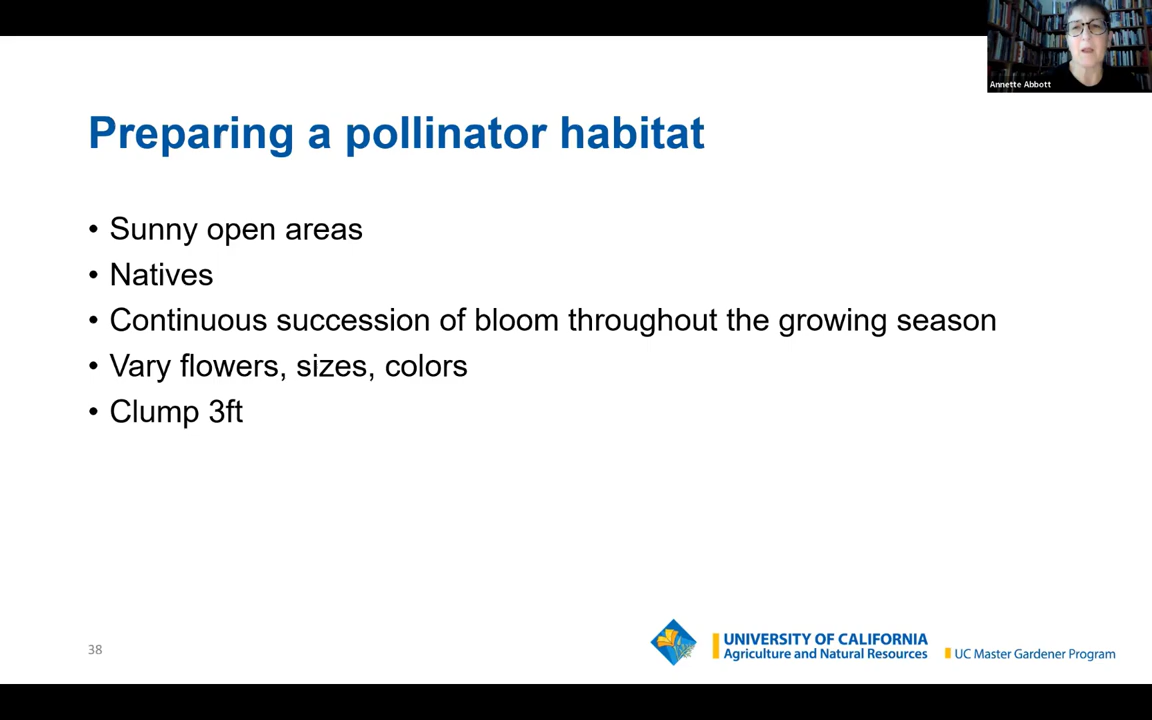 Annette Abbott
Preparing a pollinator habitat
• Sunny open areas
• Natives
• Continuous succession of bloom throughout the growing season
• Vary flowers, sizes, colors
• Clump 3ft
38
UNIVERSITY OF CALIFORNIA
Agriculture and Natural Resources
UC Master Gardener Program